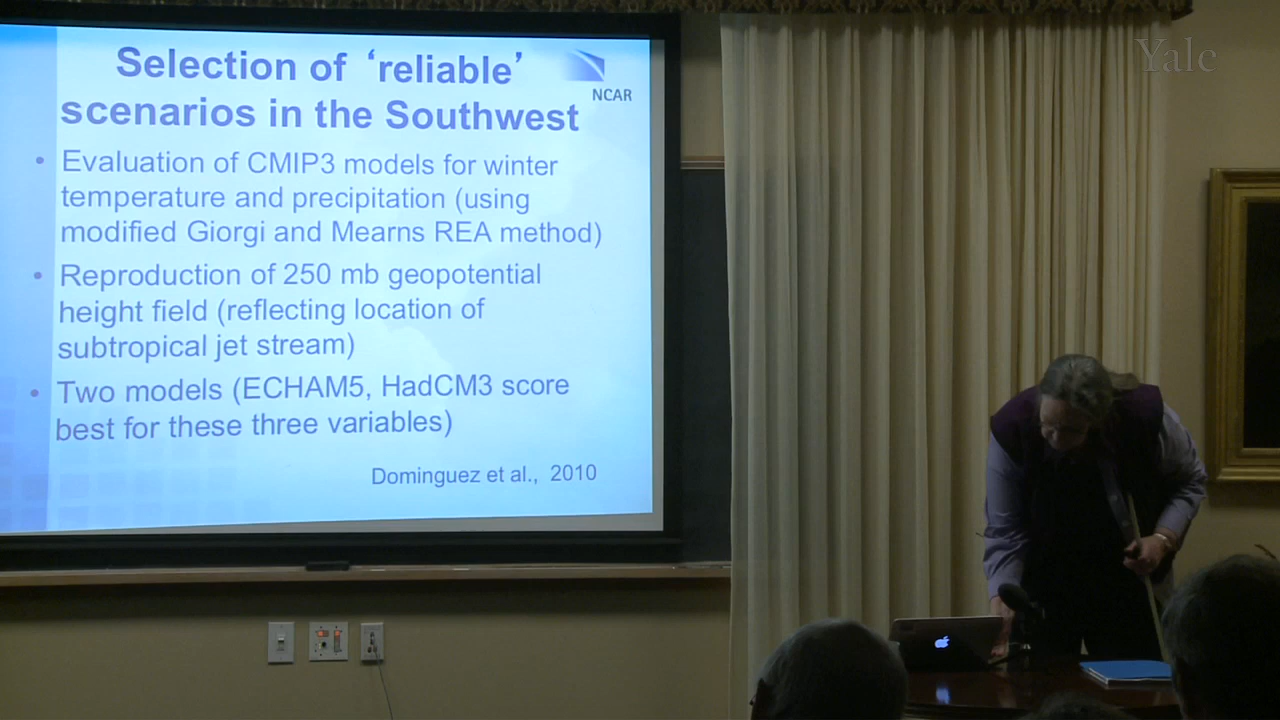 Selection of ‘reliable’
scenarios in the Southwest
NCAR
• Evaluation of CMIP3 models for winter
temperature and precipitation (using
modified Giorgi and Mearns REA method)
• Reproduction of 250 mb geopotential
height field (reflecting location of
subtropical jet stream)
• Two models (ECHAM5, HadCM3 score
best for these three variables)
Dominguez et al., 2010
Yale